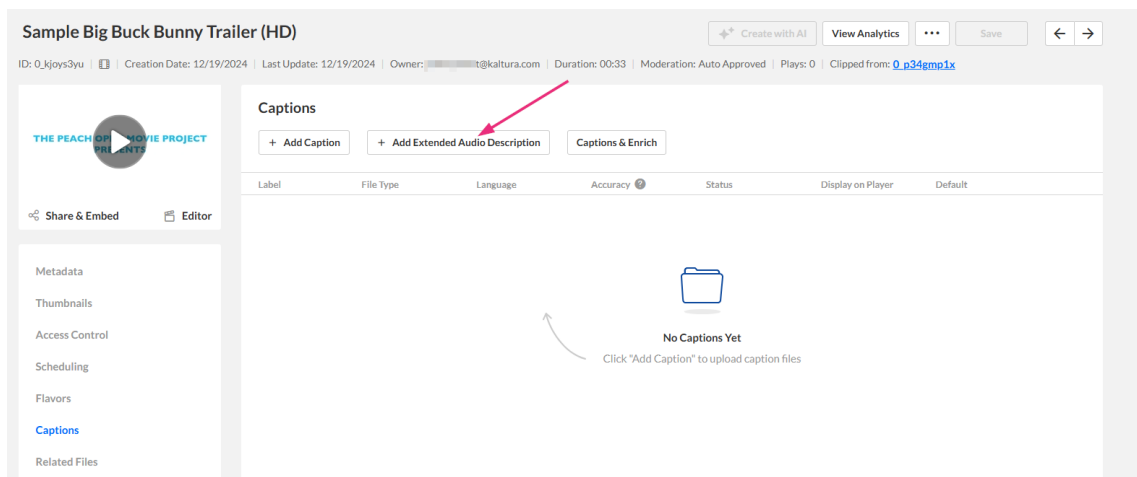 Sample Big Buck Bunny Trailer (HD)
Create with AI
View Analytics
•••
Save
ID: 0_kjoys3yu | Creation Date: 12/19/2024 | Last Update: 12/19/2024 | Owner: t@kaltura.com | Duration: 00:33 | Moderation: Auto Approved | Plays: 0 | Clipped from: 0_p34gmp1x
THE PEACH OPEN MOVIE PROJECT
PRESENTS
Share & Embed
Editor
Metadata
Thumbnails
Access Control
Scheduling
Flavors
Captions
Related Files
Captions
+ Add Caption
+ Add Extended Audio Description
Captions & Enrich
Label File Type Language Accuracy ? Status Display on Player Default
No Captions Yet
Click "Add Caption" to upload caption files